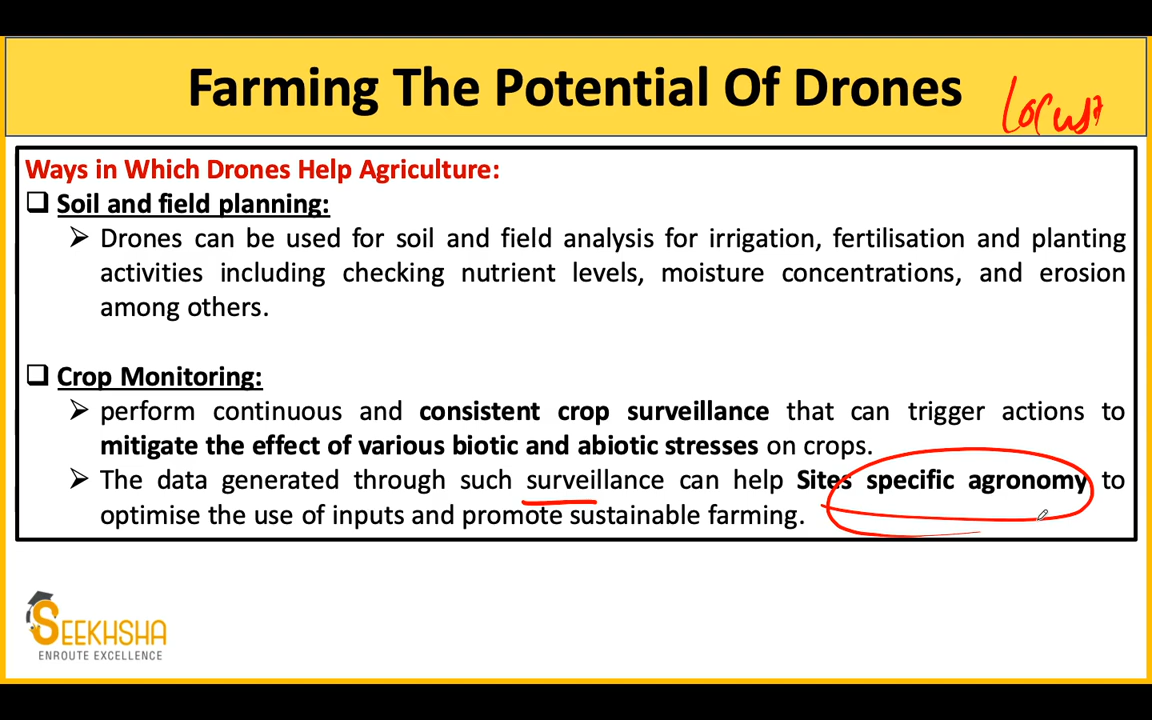 Farming The Potential Of Drones
Locust
Ways in Which Drones Help Agriculture:
Soil and field planning:
Drones can be used for soil and field analysis for irrigation, fertilisation and planting
activities including checking nutrient levels, moisture concentrations, and erosion
among others.
Crop Monitoring:
perform continuous and consistent crop surveillance that can trigger actions to
mitigate the effect of various biotic and abiotic stresses on crops.
The data generated through such surveillance can help Sites specific agronomy to
optimise the use of inputs and promote sustainable farming.
SEEKHSHA
ENROUTE EXCELLENCE